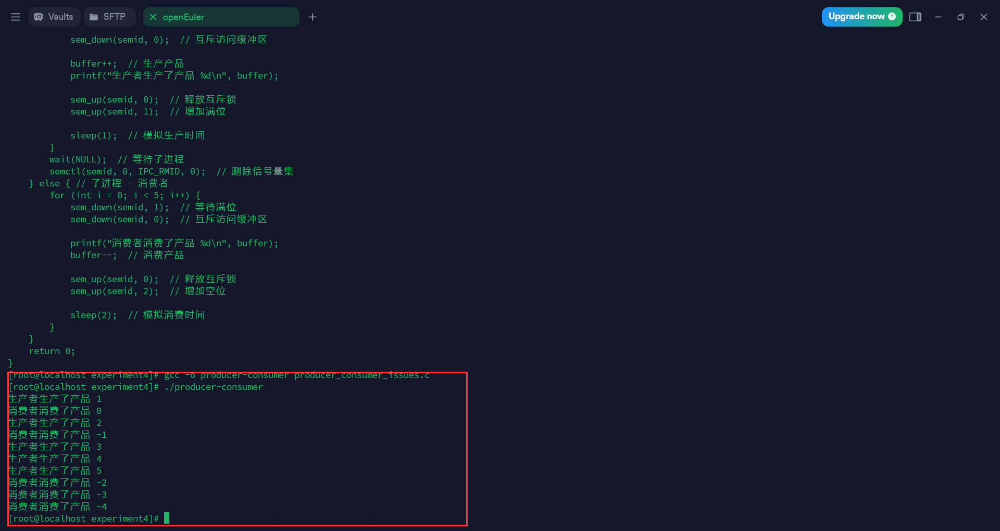 Vaults SFTP openEuler Upgrade now
sem_down(semid, 0);  // 互斥访问缓冲区
buffer++;  // 生产产品
printf("生产者生产了产品 %d\n", buffer);
sem_up(semid, 0);  // 释放互斥锁
sem_up(semid, 1);  // 增加满位
sleep(1);  // 模拟生产时间
}
wait(NULL);  // 等待子进程
semctl(semid, 0, IPC_RMID, 0);  // 删除信号量集
} else { // 子进程 - 消费者
for (int i = 0; i < 5; i++) {
sem_down(semid, 1);  // 等待满位
sem_down(semid, 0);  // 互斥访问缓冲区
printf("消费者消费了产品 %d\n", buffer);
buffer--;  // 消费产品
sem_up(semid, 0);  // 释放互斥锁
sem_up(semid, 2);  // 增加空位
sleep(2);  // 模拟消费时间
}
}
return 0;
}
[root@localhost experiment4]# gcc -o producer-consumer producer_consumer_issues.c
[root@localhost experiment4]# ./producer-consumer
生产者生产了产品 1
消费者消费了产品 0
生产者生产了产品 2
消费者消费了产品 -1
生产者生产了产品 3
生产者生产了产品 4
生产者生产了产品 5
消费者消费了产品 -2
消费者消费了产品 -3
消费者消费了产品 -4
[root@localhost experiment4]#